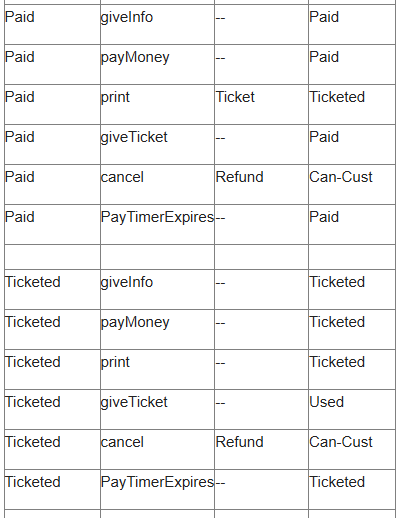 Paid giveInfo -- Paid
Paid payMoney -- Paid
Paid print Ticket Ticketed
Paid giveTicket -- Paid
Paid cancel Refund Can-Cust
Paid PayTimerExpires -- Paid
Ticketed giveInfo -- Ticketed
Ticketed payMoney -- Ticketed
Ticketed print -- Ticketed
Ticketed giveTicket -- Used
Ticketed cancel Refund Can-Cust
Ticketed PayTimerExpires -- Ticketed